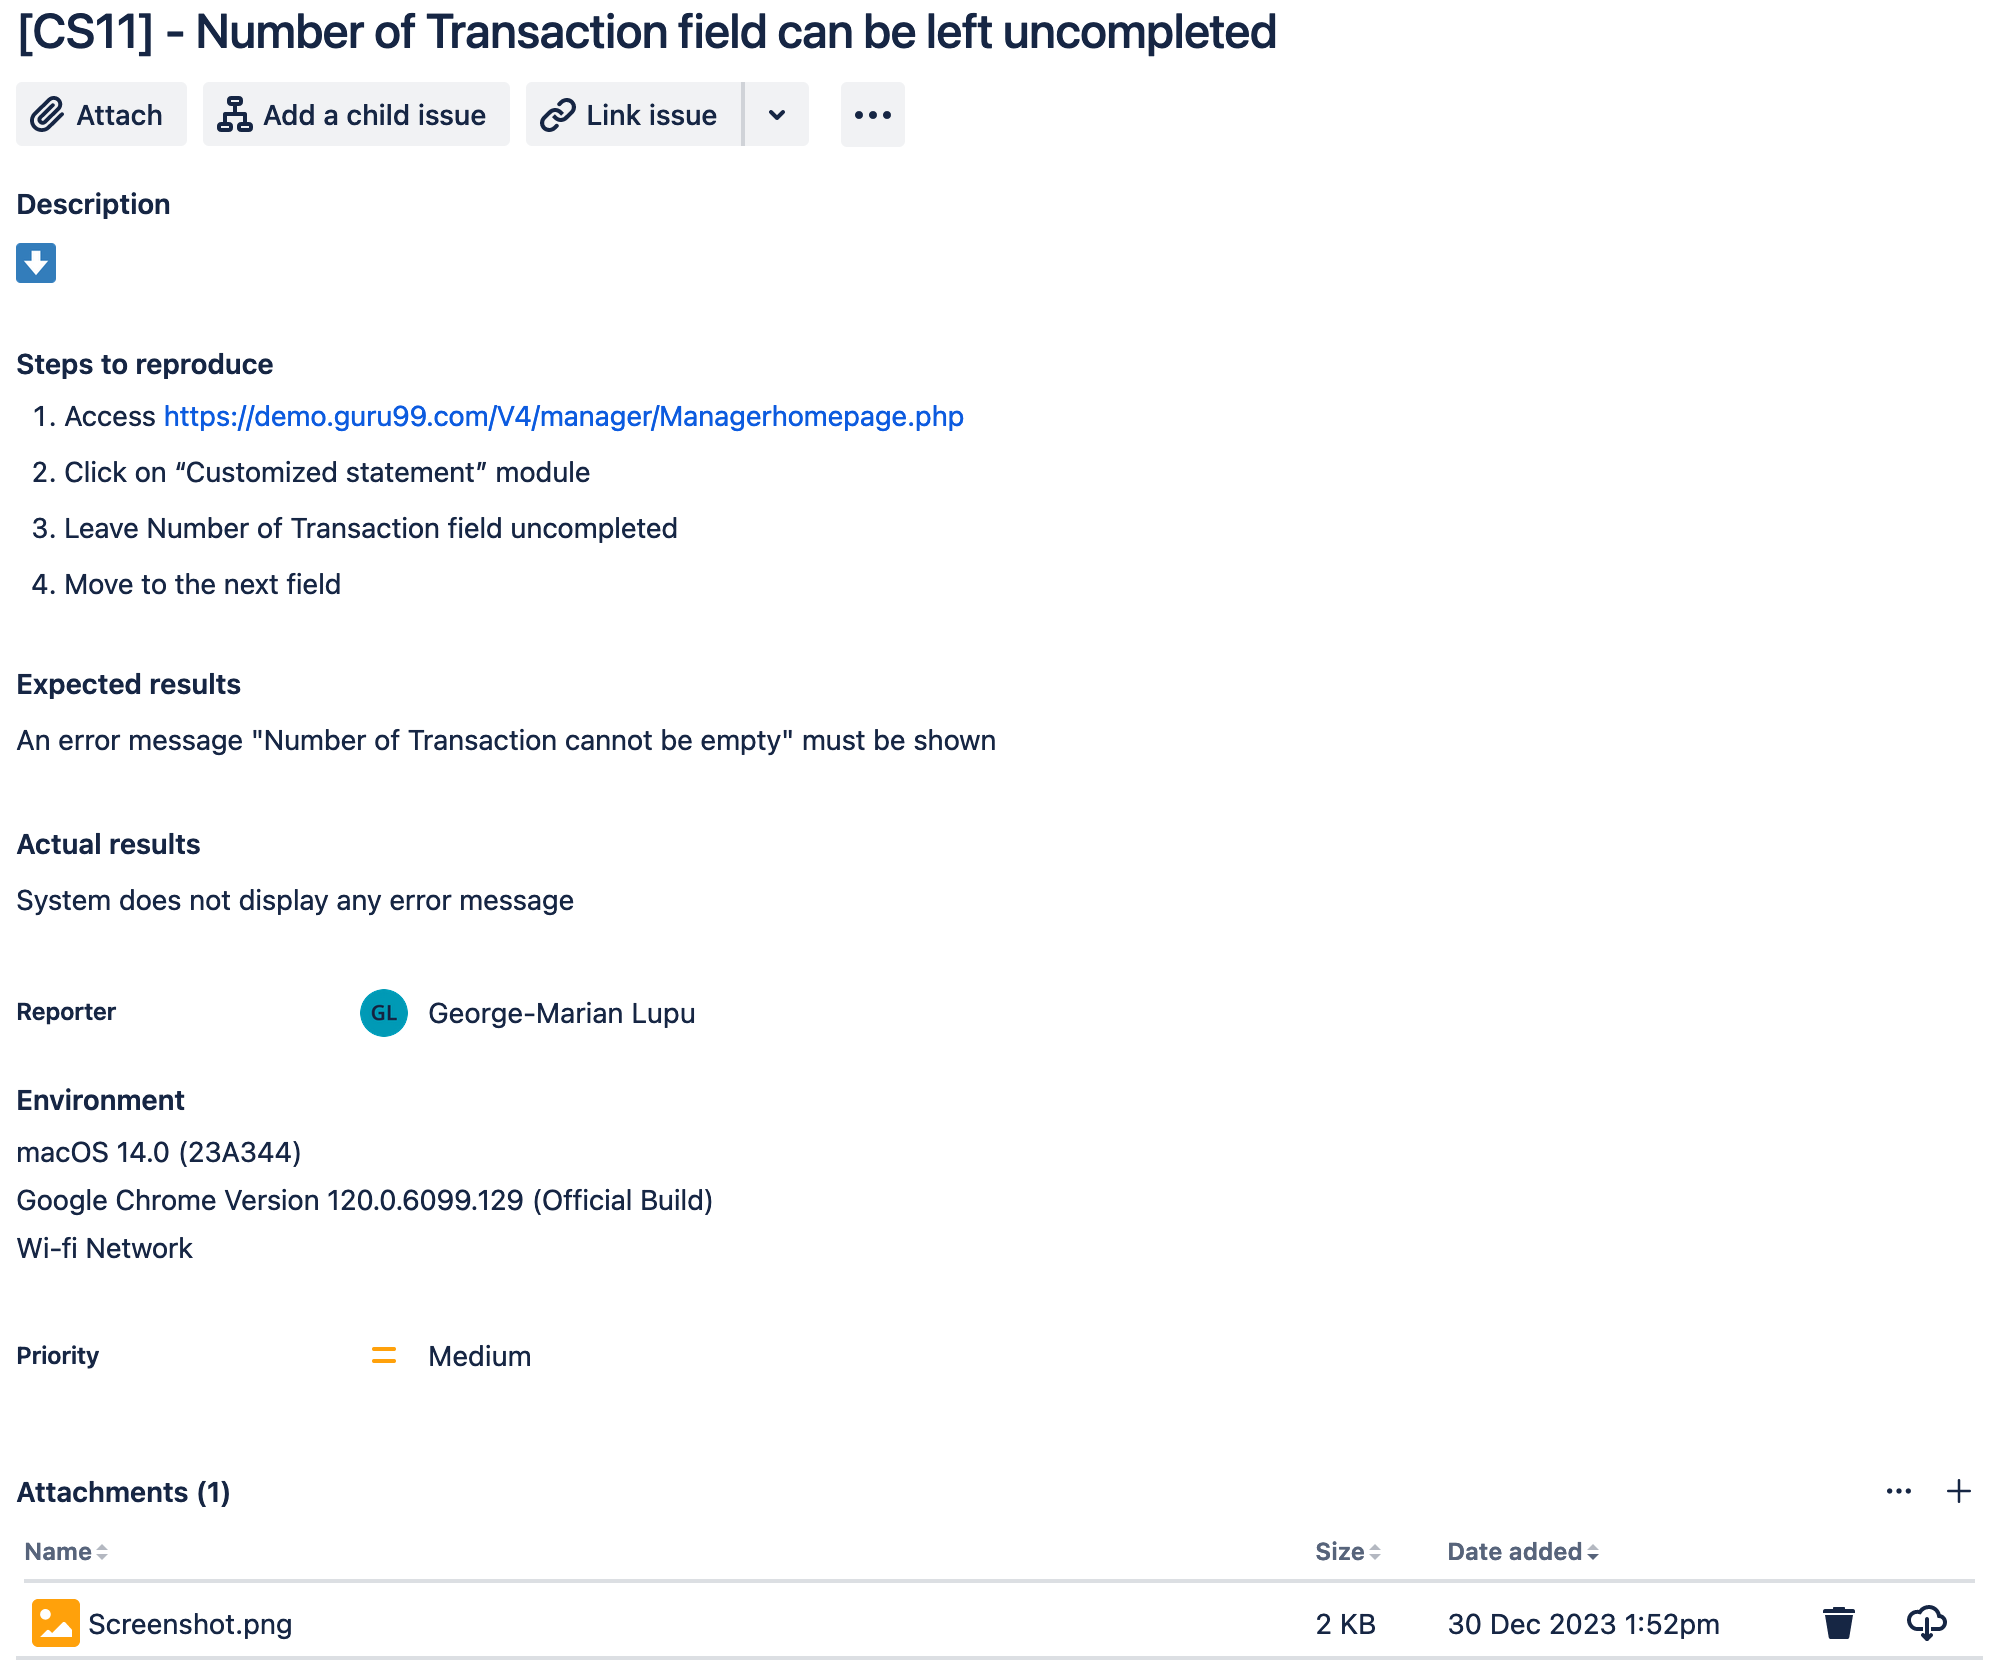 [CS11] - Number of Transaction field can be left uncompleted
Attach
Add a child issue
Link issue
Description
Steps to reproduce
1. Access https://demo.guru99.com/V4/manager/Managerhomepage.php
2. Click on “Customized statement” module
3. Leave Number of Transaction field uncompleted
4. Move to the next field
Expected results
An error message "Number of Transaction cannot be empty" must be shown
Actual results
System does not display any error message
Reporter GL George-Marian Lupu
Environment
macOS 14.0 (23A344)
Google Chrome Version 120.0.6099.129 (Official Build)
Wi-fi Network
Priority Medium
Attachments (1)
Name Size Date added
Screenshot.png 2 KB 30 Dec 2023 1:52pm